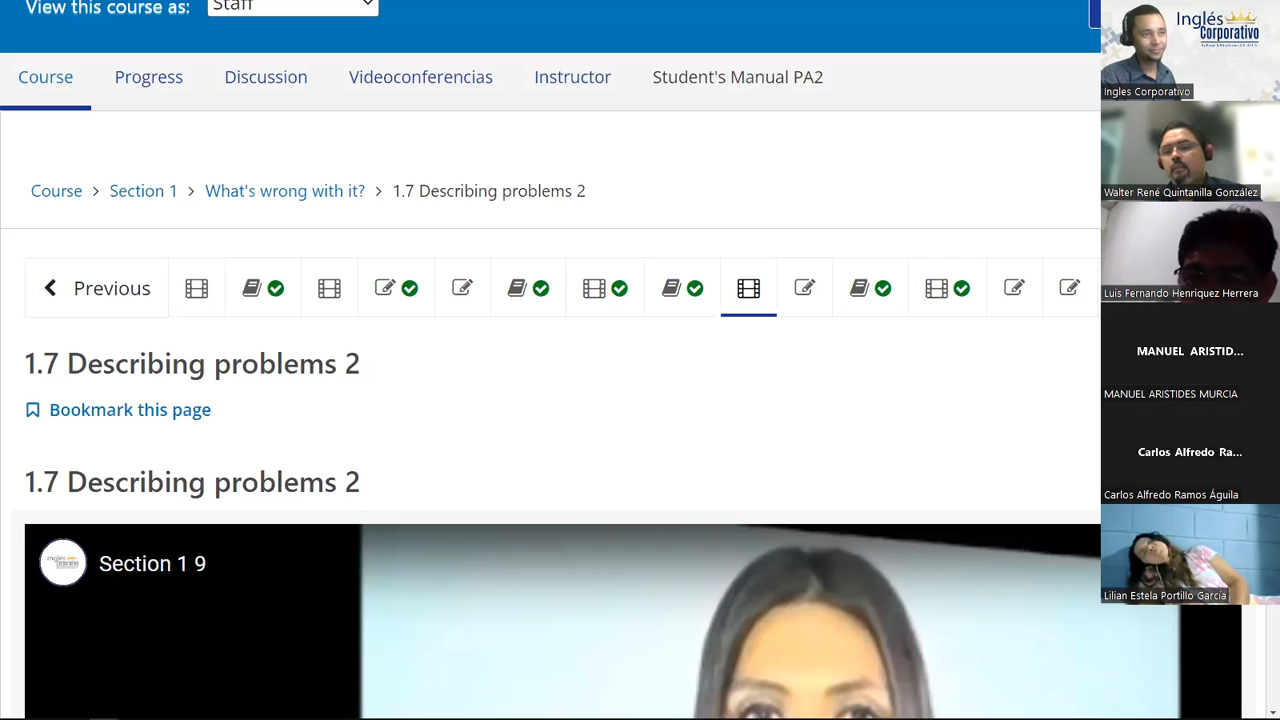 View this course as:
Staff
Course
Progress
Discussion
Videoconferencias
Instructor
Student's Manual PA2
Course > Section 1 > What's wrong with it? > 1.7 Describing problems 2
Previous
1.7 Describing problems 2
Bookmark this page
1.7 Describing problems 2
Section 1 9
Inglés
Corporativo
Ingles Corporativo
Walter René Quintanilla González
Luis Fernando Henriquez Herrera
MANUEL ARISTID...
MANUEL ARISTIDES MURCIA
Carlos Alfredo Ra...
Carlos Alfredo Ramos Águila
Lilian Estela Portillo García